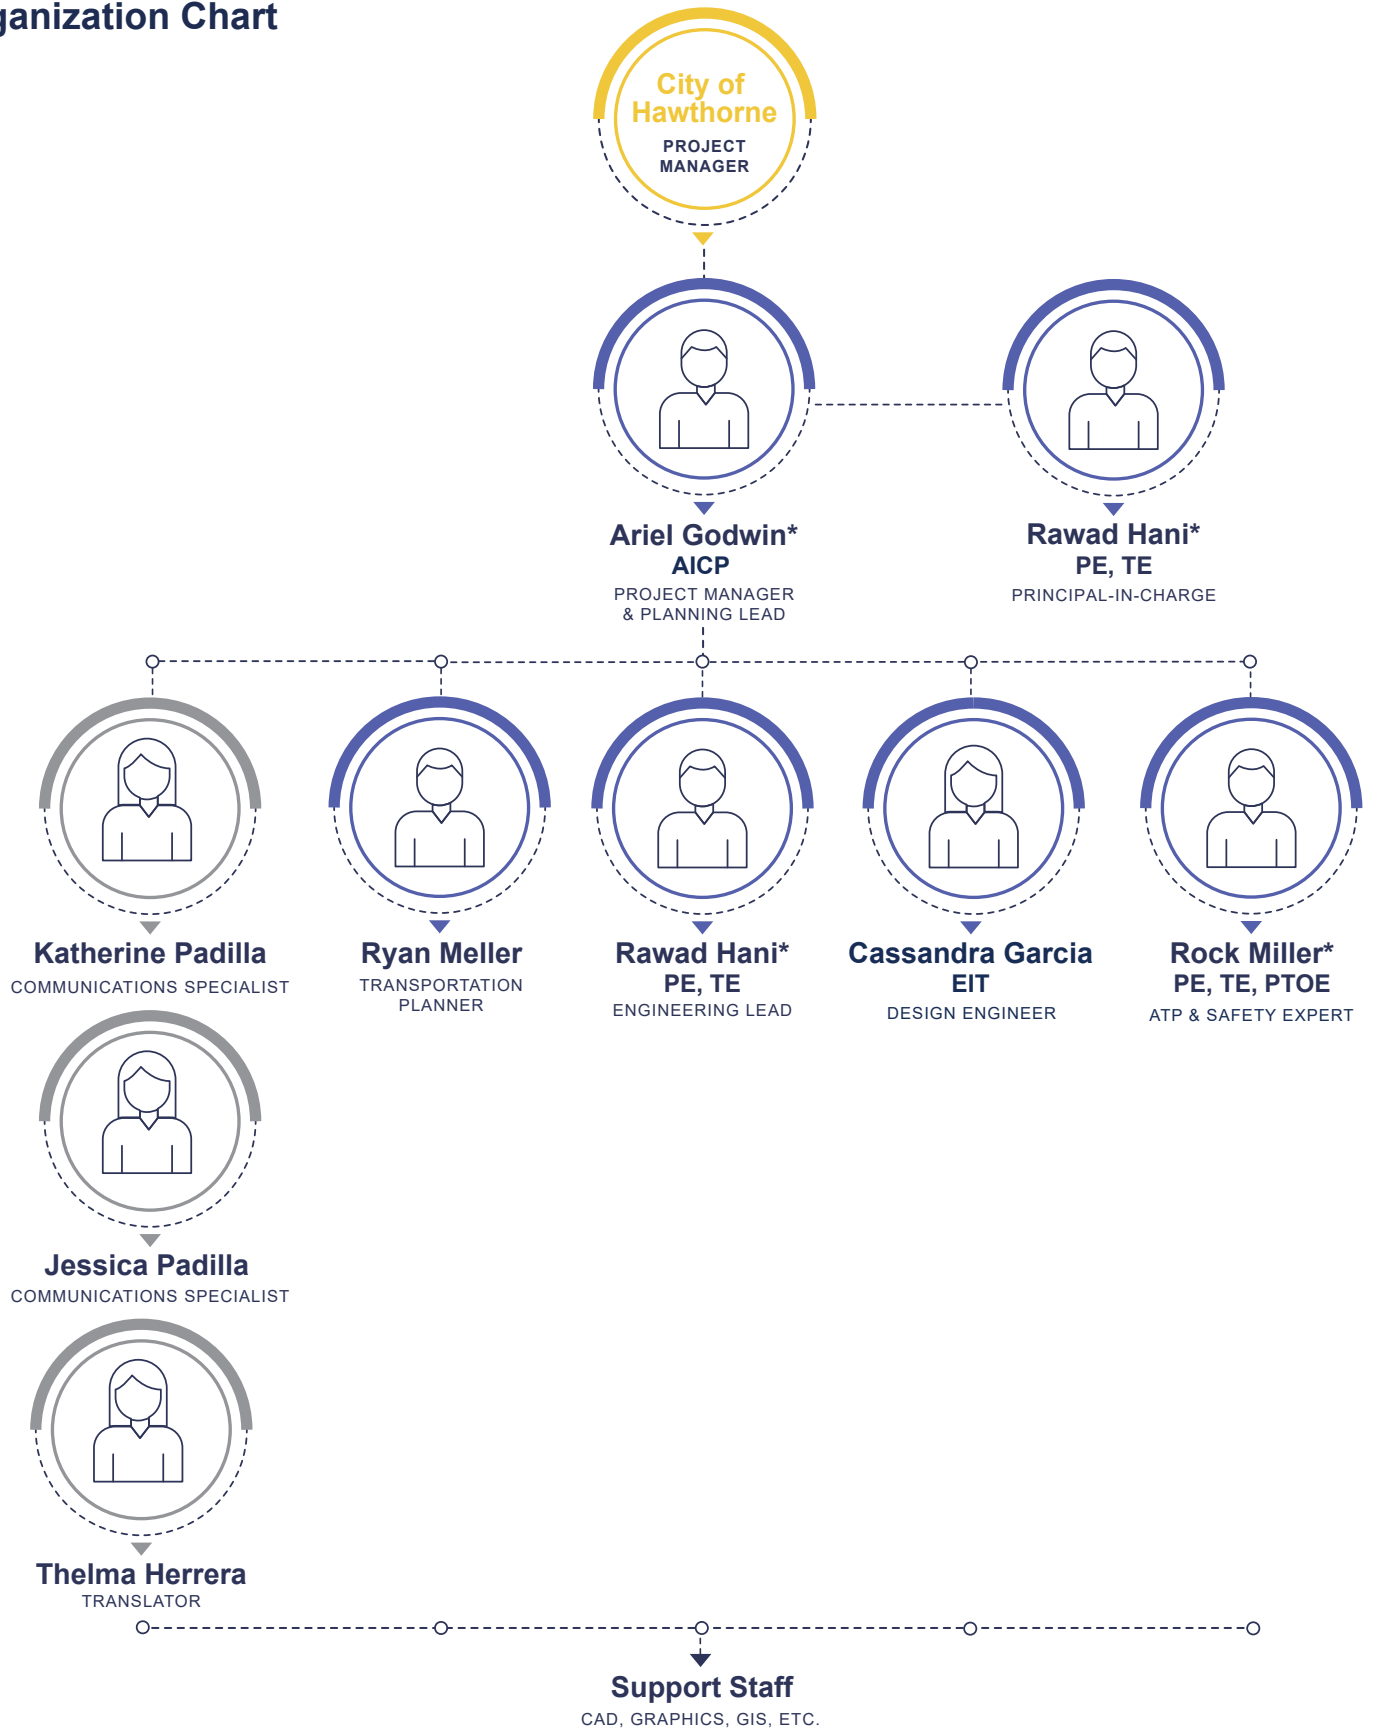 ganization Chart
City of
Hawthorne
PROJECT
MANAGER
Ariel Godwin*
AICP
PROJECT MANAGER
& PLANNING LEAD
Rawad Hani*
PE, TE
PRINCIPAL-IN-CHARGE
Katherine Padilla
COMMUNICATIONS SPECIALIST
Ryan Meller
TRANSPORTATION
PLANNER
Rawad Hani*
PE, TE
ENGINEERING LEAD
Cassandra Garcia
EIT
DESIGN ENGINEER
Rock Miller*
PE, TE, PTOE
ATP & SAFETY EXPERT
Jessica Padilla
COMMUNICATIONS SPECIALIST
Thelma Herrera
TRANSLATOR
Support Staff
CAD, GRAPHICS, GIS, ETC.